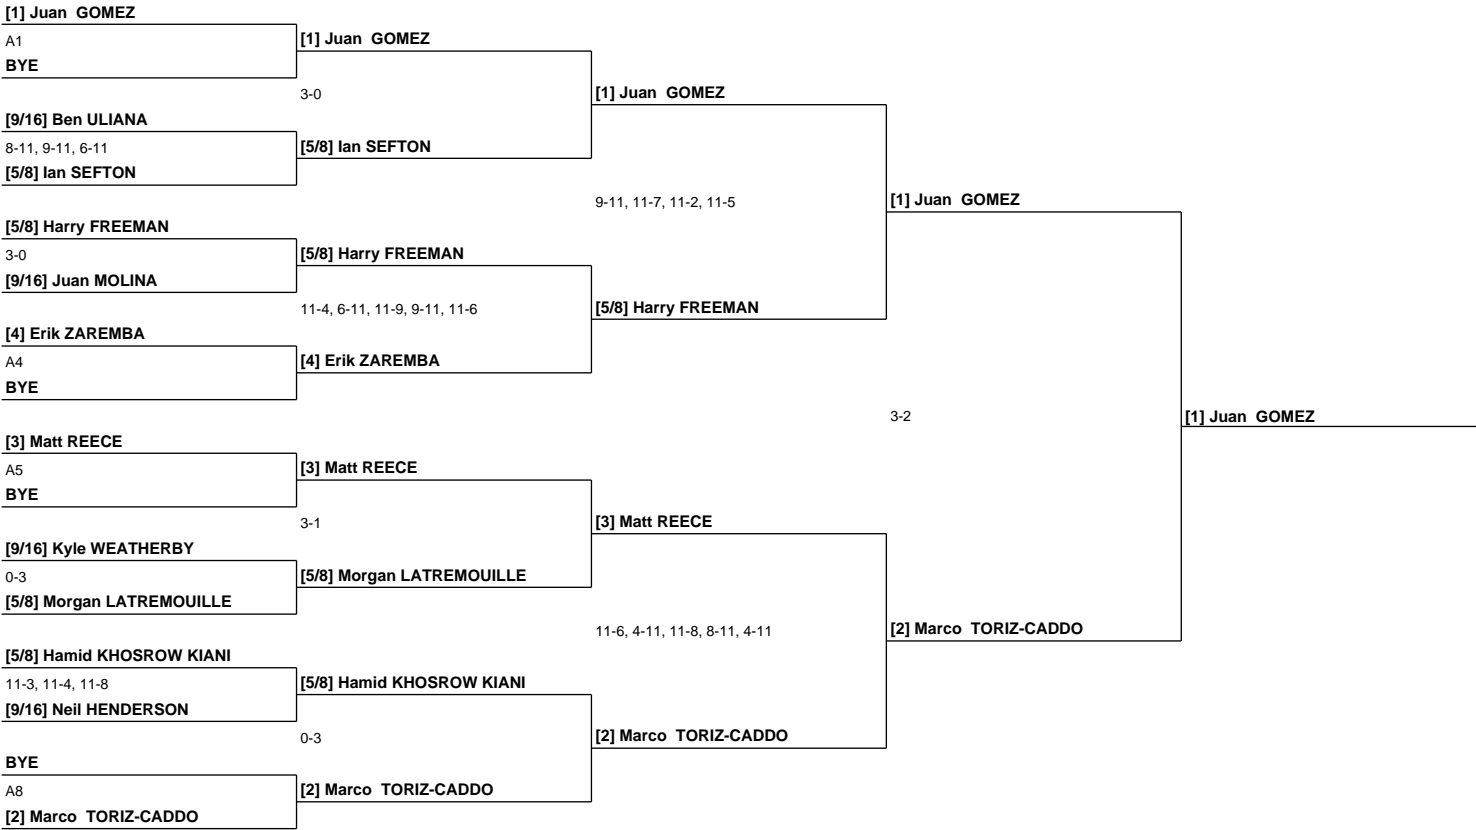 [1] Juan  GOMEZ
A1
[1] Juan  GOMEZ
BYE
3-0
[1] Juan  GOMEZ
[9/16] Ben ULIANA
8-11, 9-11, 6-11
[5/8] Ian SEFTON
[5/8] Ian SEFTON
9-11, 11-7, 11-2, 11-5
[1] Juan  GOMEZ
[5/8] Harry FREEMAN
3-0
[5/8] Harry FREEMAN
[9/16] Juan MOLINA
11-4, 6-11, 11-9, 9-11, 11-6
[5/8] Harry FREEMAN
[4] Erik ZAREMBA
A4
[4] Erik ZAREMBA
BYE
3-2
[1] Juan  GOMEZ
[3] Matt REECE
A5
[3] Matt REECE
BYE
3-1
[3] Matt REECE
[9/16] Kyle WEATHERBY
0-3
[5/8] Morgan LATREMOUILLE
[5/8] Morgan LATREMOUILLE
11-6, 4-11, 11-8, 8-11, 4-11
[2] Marco  TORIZ-CADDO
[5/8] Hamid KHOSROW KIANI
11-3, 11-4, 11-8
[5/8] Hamid KHOSROW KIANI
[9/16] Neil HENDERSON
0-3
[2] Marco  TORIZ-CADDO
BYE
A8
[2] Marco  TORIZ-CADDO
[2] Marco  TORIZ-CADDO